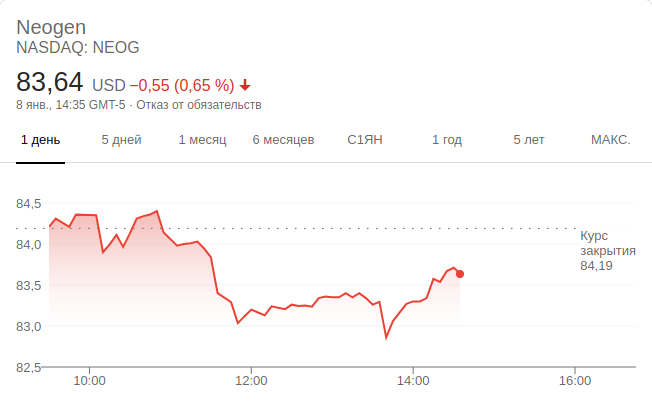 Neogen
NASDAQ: NEOG
83,64 USD −0,55 (0,65 %)
8 янв., 14:35 GMT-5 · Отказ от обязательств
1 день 5 дней 1 месяц 6 месяцев С1ЯН 1 год 5 лет МАКС.
84,5
84,0
83,5
83,0
82,5
Курс
закрытия
84,19
10:00 12:00 14:00 16:00